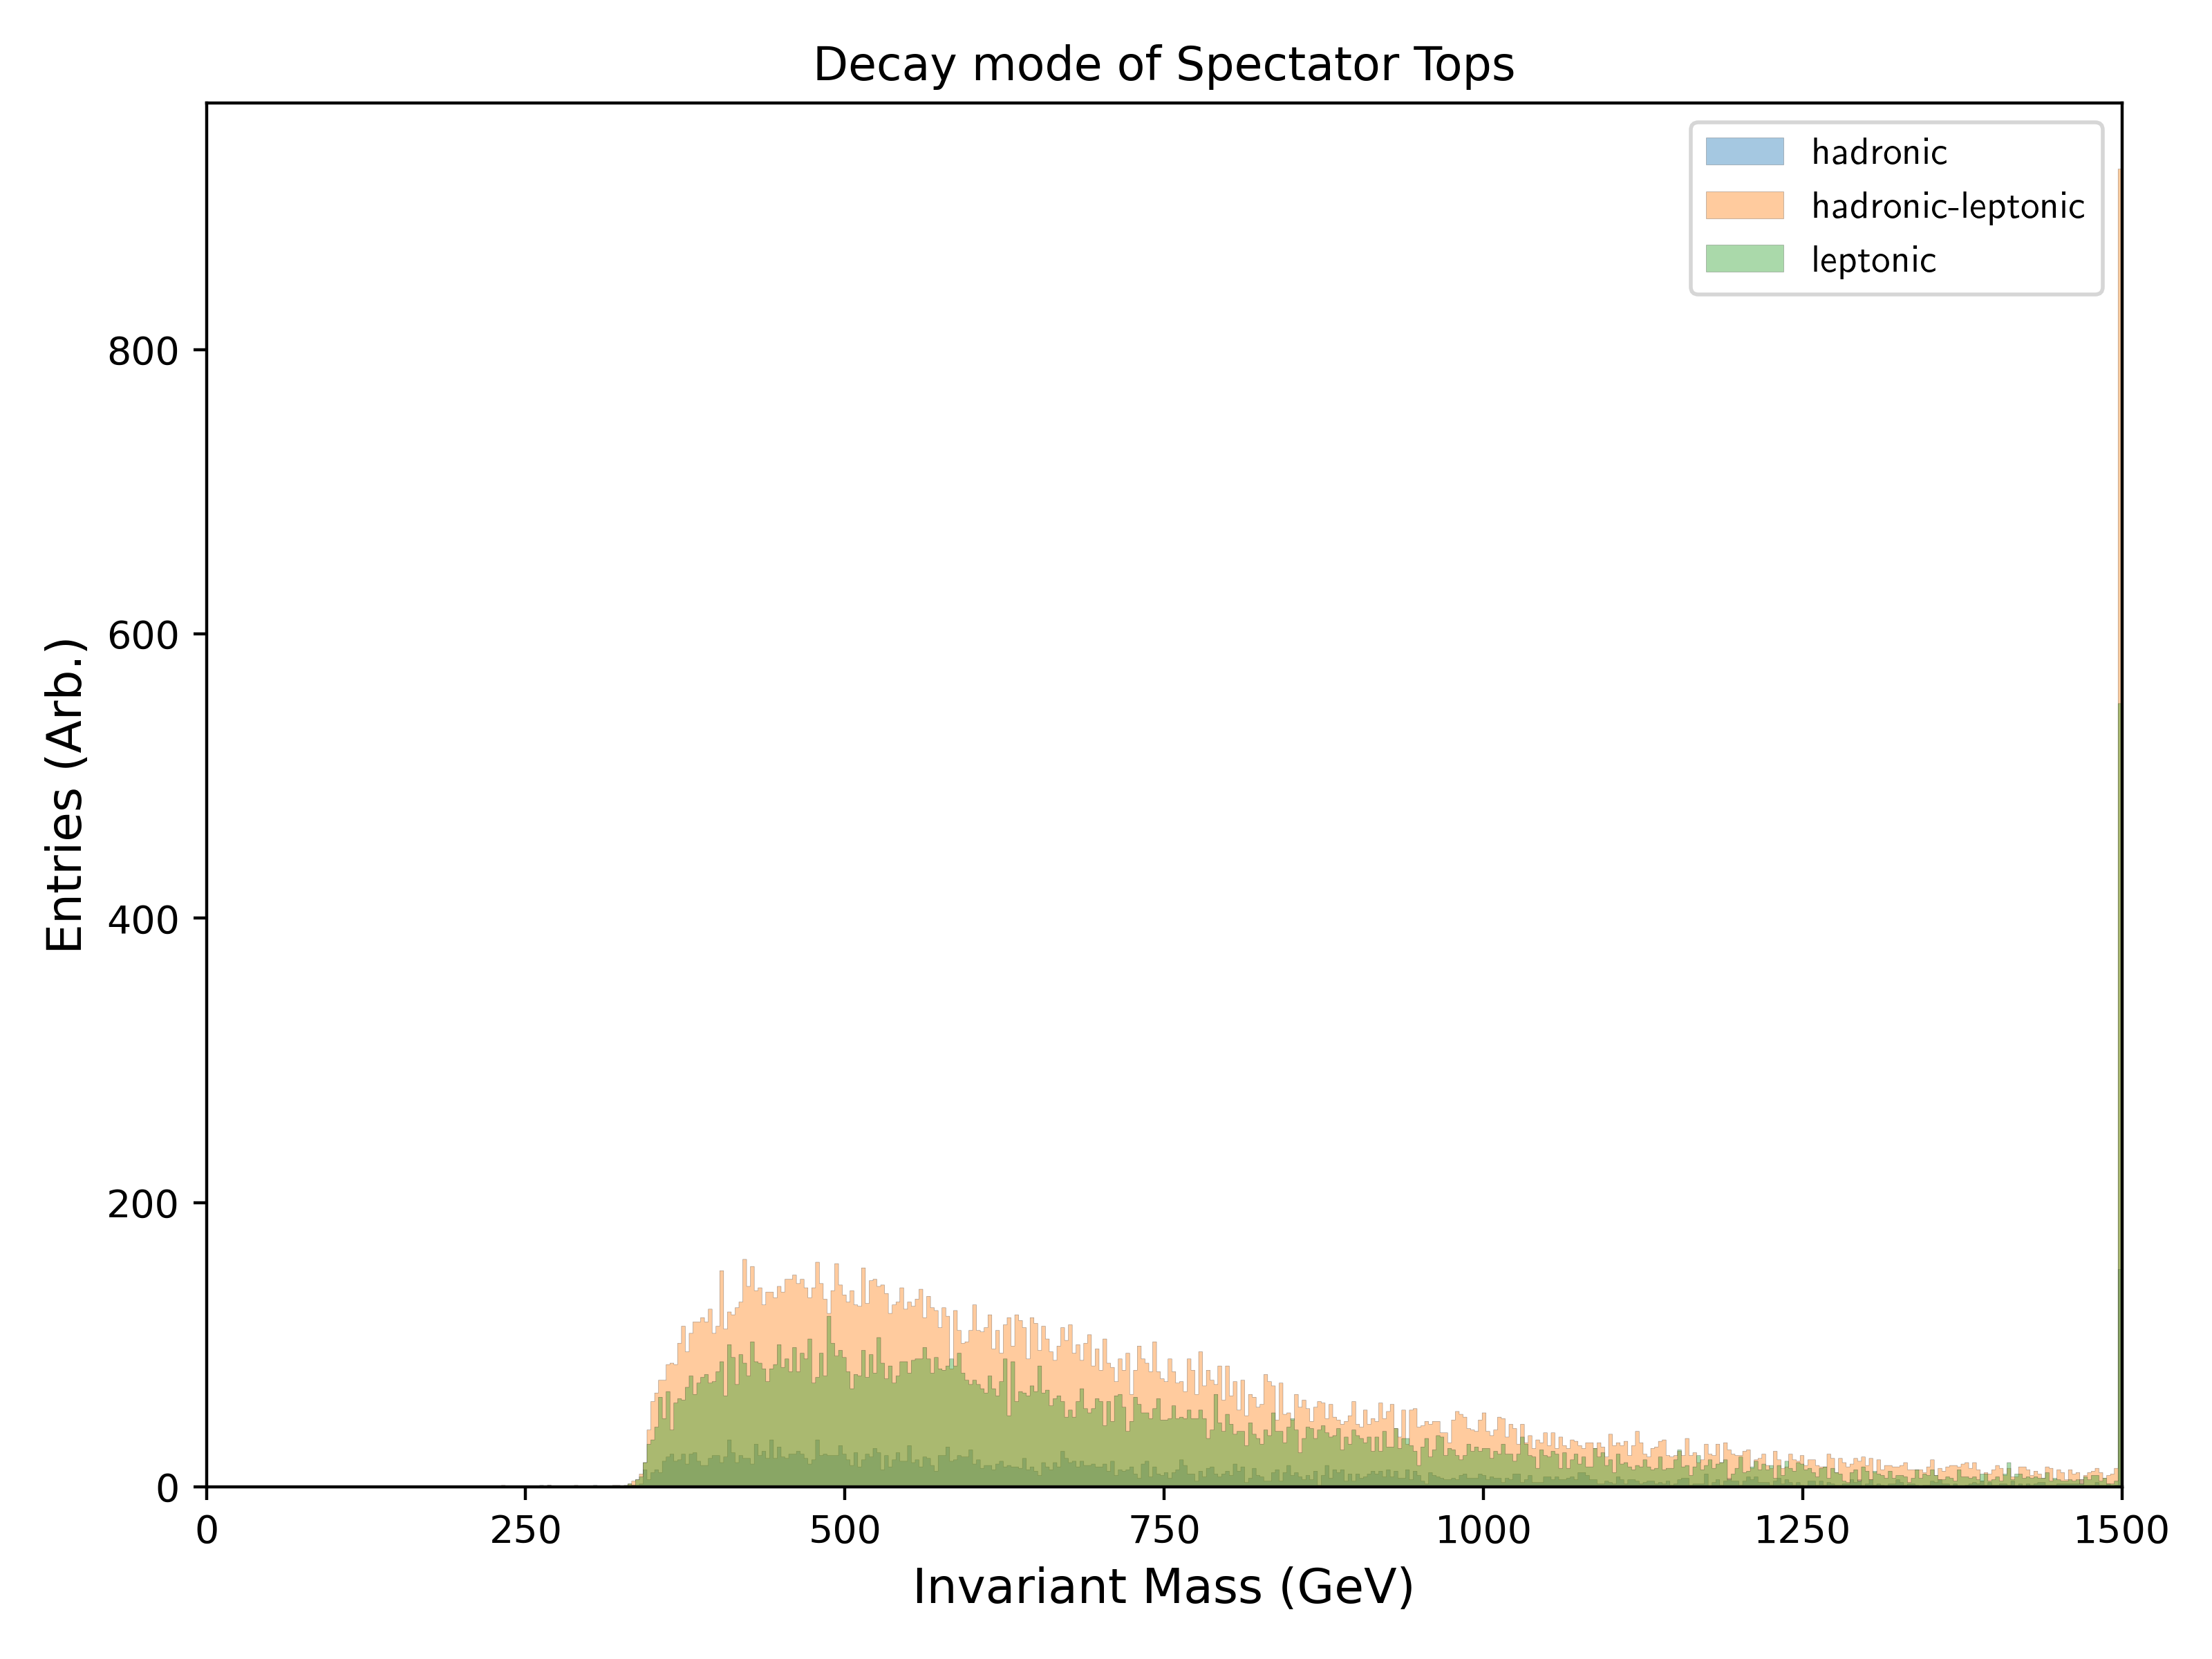 Decay mode of Spectator Tops
hadronic
hadronic-leptonic
leptonic
Entries (Arb.)
800
600
400
200
0
0 250 500 750 1000 1250 1500
Invariant Mass (GeV)